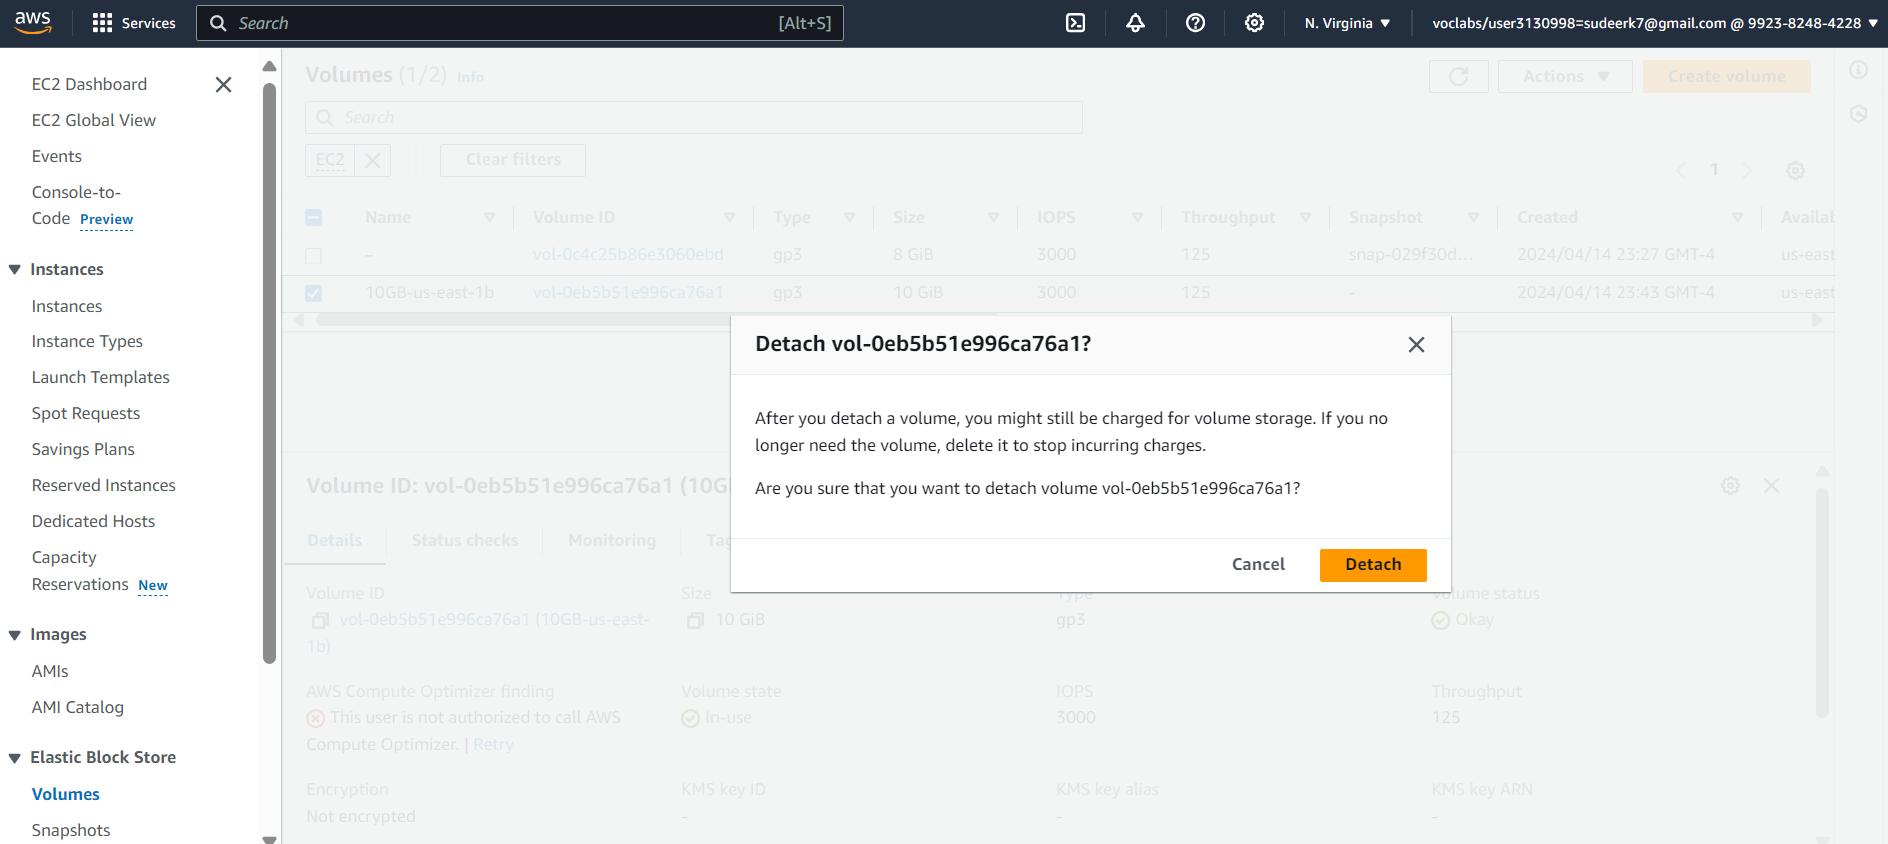 aws
Services
Search
[Alt+S]
N. Virginia
voclabs/user3130998=sudeerk7@gmail.com @ 9923-8248-4228
EC2 Dashboard
EC2 Global View
Events
Console-to-
Code Preview
Instances
Instances
Instance Types
Launch Templates
Spot Requests
Savings Plans
Reserved Instances
Dedicated Hosts
Capacity
Reservations New
Images
AMIs
AMI Catalog
Elastic Block Store
Volumes
Snapshots
Volumes (1/2) Info
Actions
Create volume
Search
EC2
Clear filters
1
Name Volume ID Type Size IOPS Throughput Snapshot Created Availab
– vol-0c4c25b86e3060ebd gp3 8 GiB 3000 125 snap-029f30d... 2024/04/14 23:27 GMT-4 us-east
10GB-us-east-1b vol-0eb5b51e996ca76a1 gp3 10 GiB 3000 125 - 2024/04/14 23:43 GMT-4 us-east
Detach vol-0eb5b51e996ca76a1?
After you detach a volume, you might still be charged for volume storage. If you no
longer need the volume, delete it to stop incurring charges.
Are you sure that you want to detach volume vol-0eb5b51e996ca76a1?
Cancel
Detach
Volume ID: vol-0eb5b51e996ca76a1 (10G
Details Status checks Monitoring Tag
Volume ID
vol-0eb5b51e996ca76a1 (10GB-us-east-
1b)
Size
10 GiB
Type
gp3
Volume status
Okay
AWS Compute Optimizer finding
This user is not authorized to call AWS
Compute Optimizer. | Retry
Volume state
In-use
IOPS
3000
Throughput
125
Encryption
Not encrypted
KMS key ID
-
KMS key alias
-
KMS key ARN
-